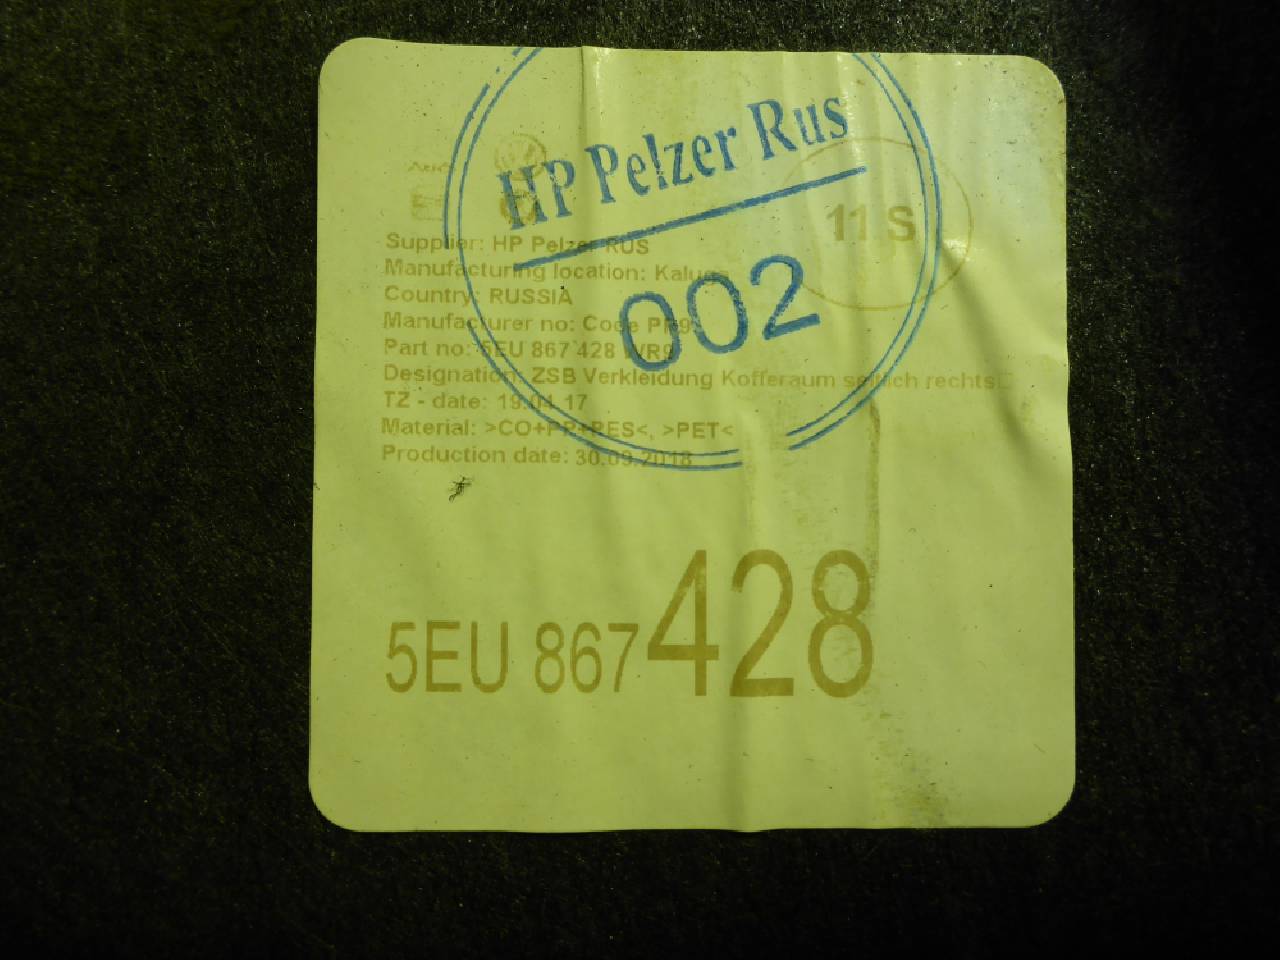 HP Pelzer Rus
11.S
002
Supplier: HP Pelzer RUS
Manufacturing location: Kaluga
Country: RUSSIA
Manufacturer no: Code
Part no: 5EU 867 428 WR9
Designation: ZSB Verkleidung Kofferaum seitlich rechts
TZ - date: 19.04.17
Material: >CO+PP+PES<, >PET<
Production date: 30.09.2018
5EU 867 428